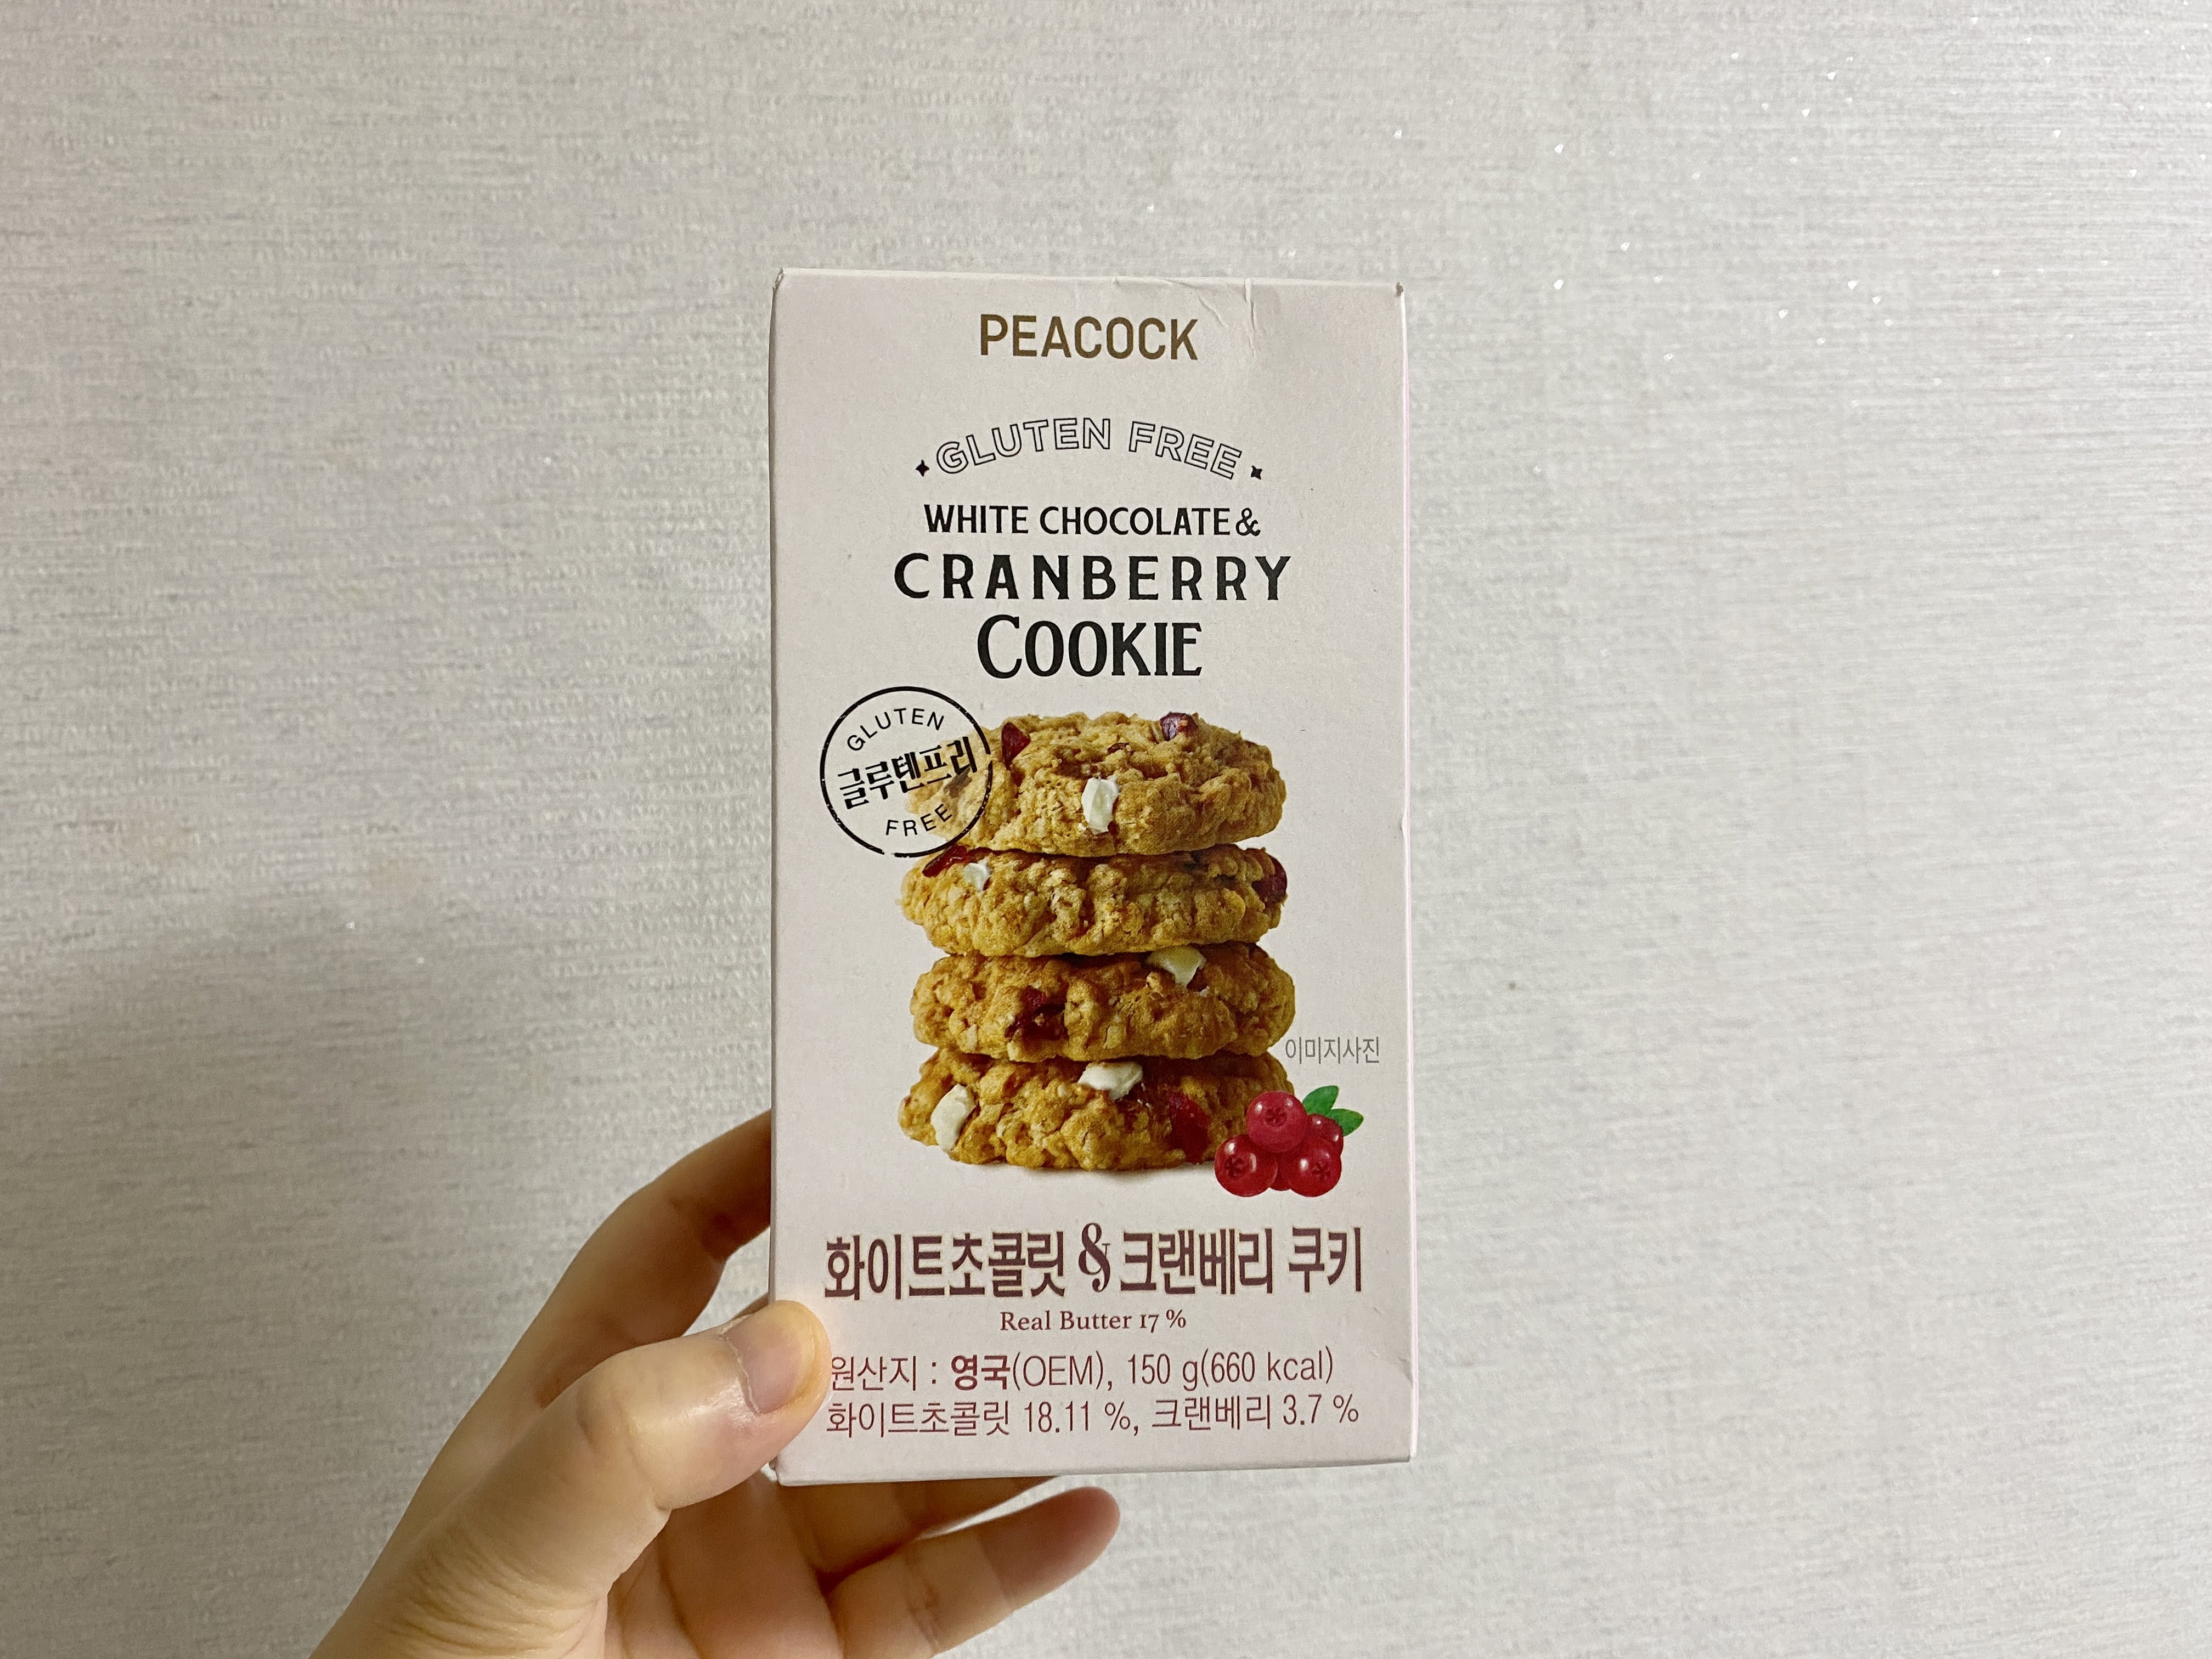 PEACOCK
GLUTEN FREE
WHITE CHOCOLATE &
CRANBERRY
COOKIE
GLUTEN
글루텐프리
FREE
이미지사진
화이트초콜릿 & 크랜베리 쿠키
Real Butter 17 %
원산지 : 영국(OEM), 150 g(660 kcal)
화이트초콜릿 18.11 %, 크랜베리 3.7 %